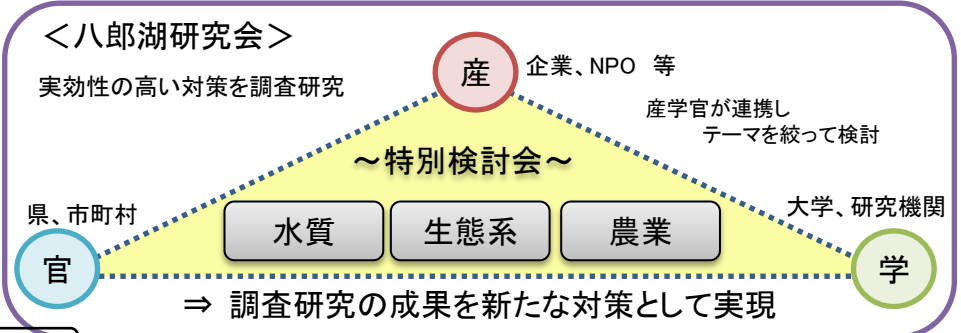 <八郎湖研究会>
実効性の高い対策を調査研究
産
企業、NPO 等
産学官が連携し
テーマを絞って検討
~特別検討会~
県、市町村
大学、研究機関
水質
生態系
農業
官
学
⇒ 調査研究の成果を新たな対策として実現